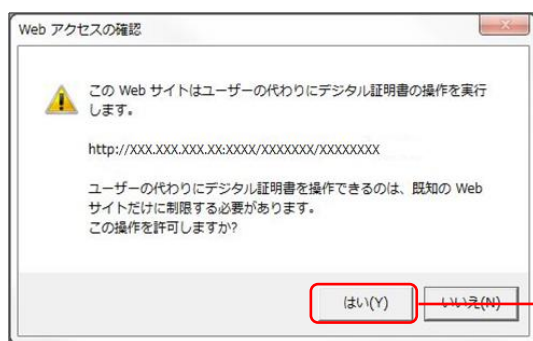 Web アクセスの確認
この Web サイトはユーザーの代わりにデジタル証明書の操作を実行
します。
http://XXX.XXX.XXX.XX:XXXX/XXXXXXX/XXXXXXXX
ユーザーの代わりにデジタル証明書を操作できるのは、既知の Web
サイトだけに制限する必要があります。
この操作を許可しますか?
はい(Y) いいえ(N)